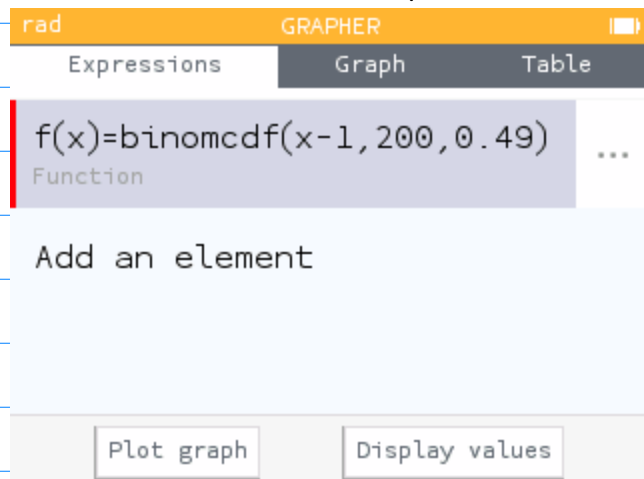 rad GRAPHER
Expressions Graph Table
f(x)=binomcdf(x-1,200,0.49) ...
Function
Add an element
Plot graph Display values